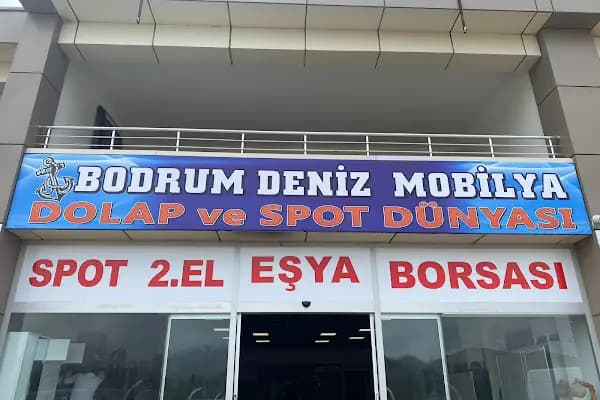 BODRUM DENİZ MOBİLYA
DOLAP ve SPOT DÜNYASI
SPOT 2.EL EŞYA BORSASI